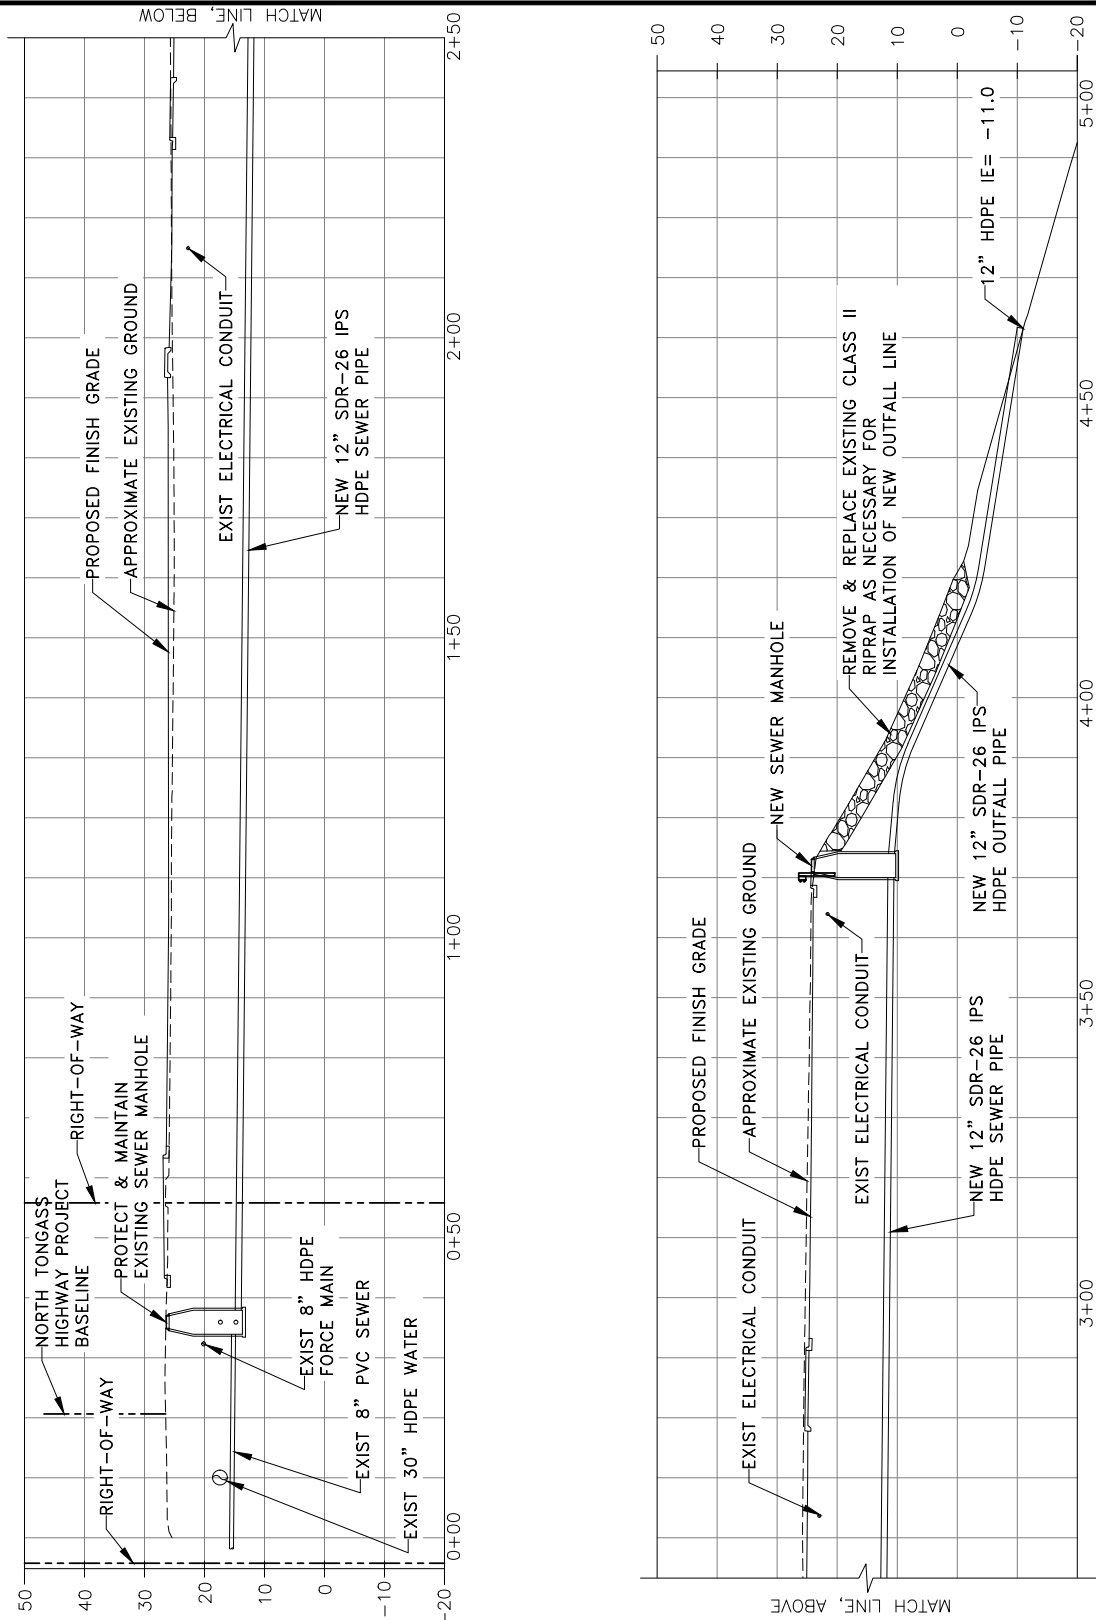 MATCH LINE, BELOW
50
40
30
20
10
0
-10
-20
0+00
0+50
1+00
1+50
2+00
2+50
RIGHT-OF-WAY
NORTH TONGASS
HIGHWAY PROJECT
BASELINE
RIGHT-OF-WAY
PROTECT & MAINTAIN
EXISTING SEWER MANHOLE
EXIST 8" HDPE
FORCE MAIN
EXIST 8" PVC SEWER
EXIST 30" HDPE WATER
PROPOSED FINISH GRADE
APPROXIMATE EXISTING GROUND
EXIST ELECTRICAL CONDUIT
NEW 12" SDR-26 IPS
HDPE SEWER PIPE
MATCH LINE, ABOVE
EXIST ELECTRICAL CONDUIT
PROPOSED FINISH GRADE
APPROXIMATE EXISTING GROUND
EXIST ELECTRICAL CONDUIT
NEW 12" SDR-26 IPS
HDPE SEWER PIPE
NEW SEWER MANHOLE
REMOVE & REPLACE EXISTING CLASS II
RIPRAP AS NECESSARY FOR
INSTALLATION OF NEW OUTFALL LINE
NEW 12" SDR-26 IPS
HDPE OUTFALL PIPE
12" HDPE IE= -11.0
50
40
30
20
10
0
-10
-20
3+00
3+50
4+00
4+50
5+00